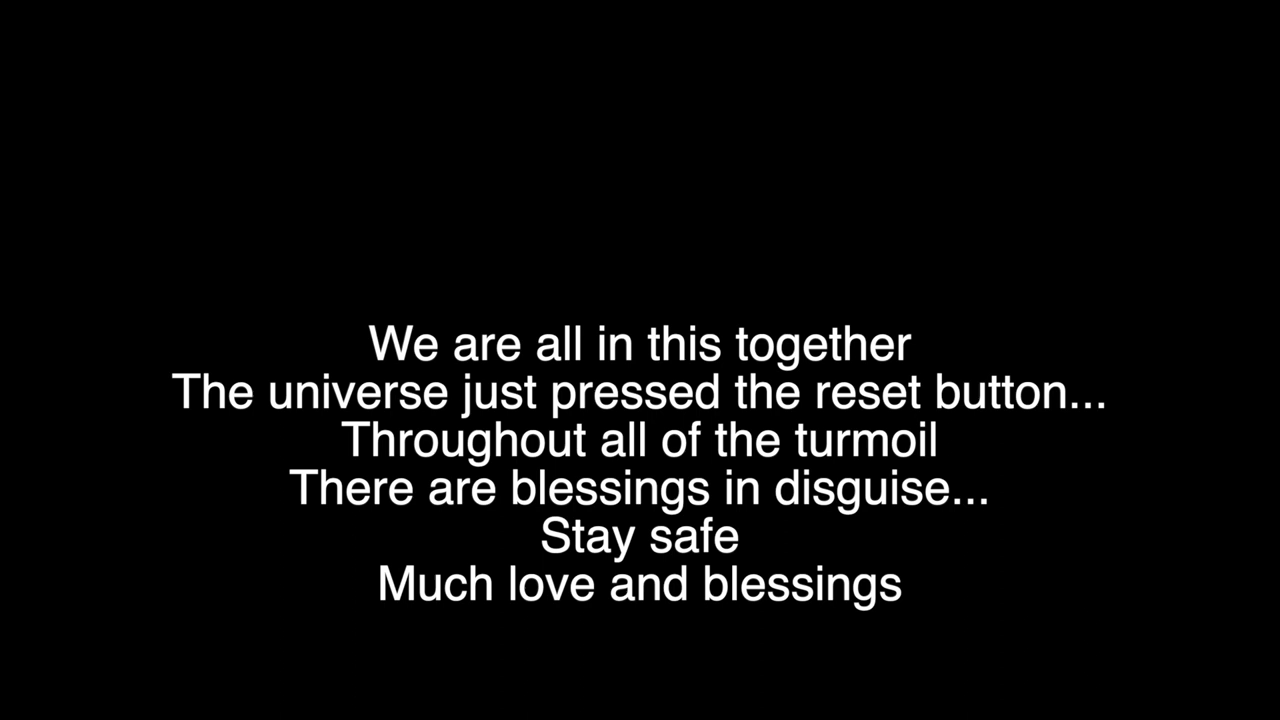 We are all in this together
The universe just pressed the reset button...
Throughout all of the turmoil
There are blessings in disguise...
Stay safe
Much love and blessings